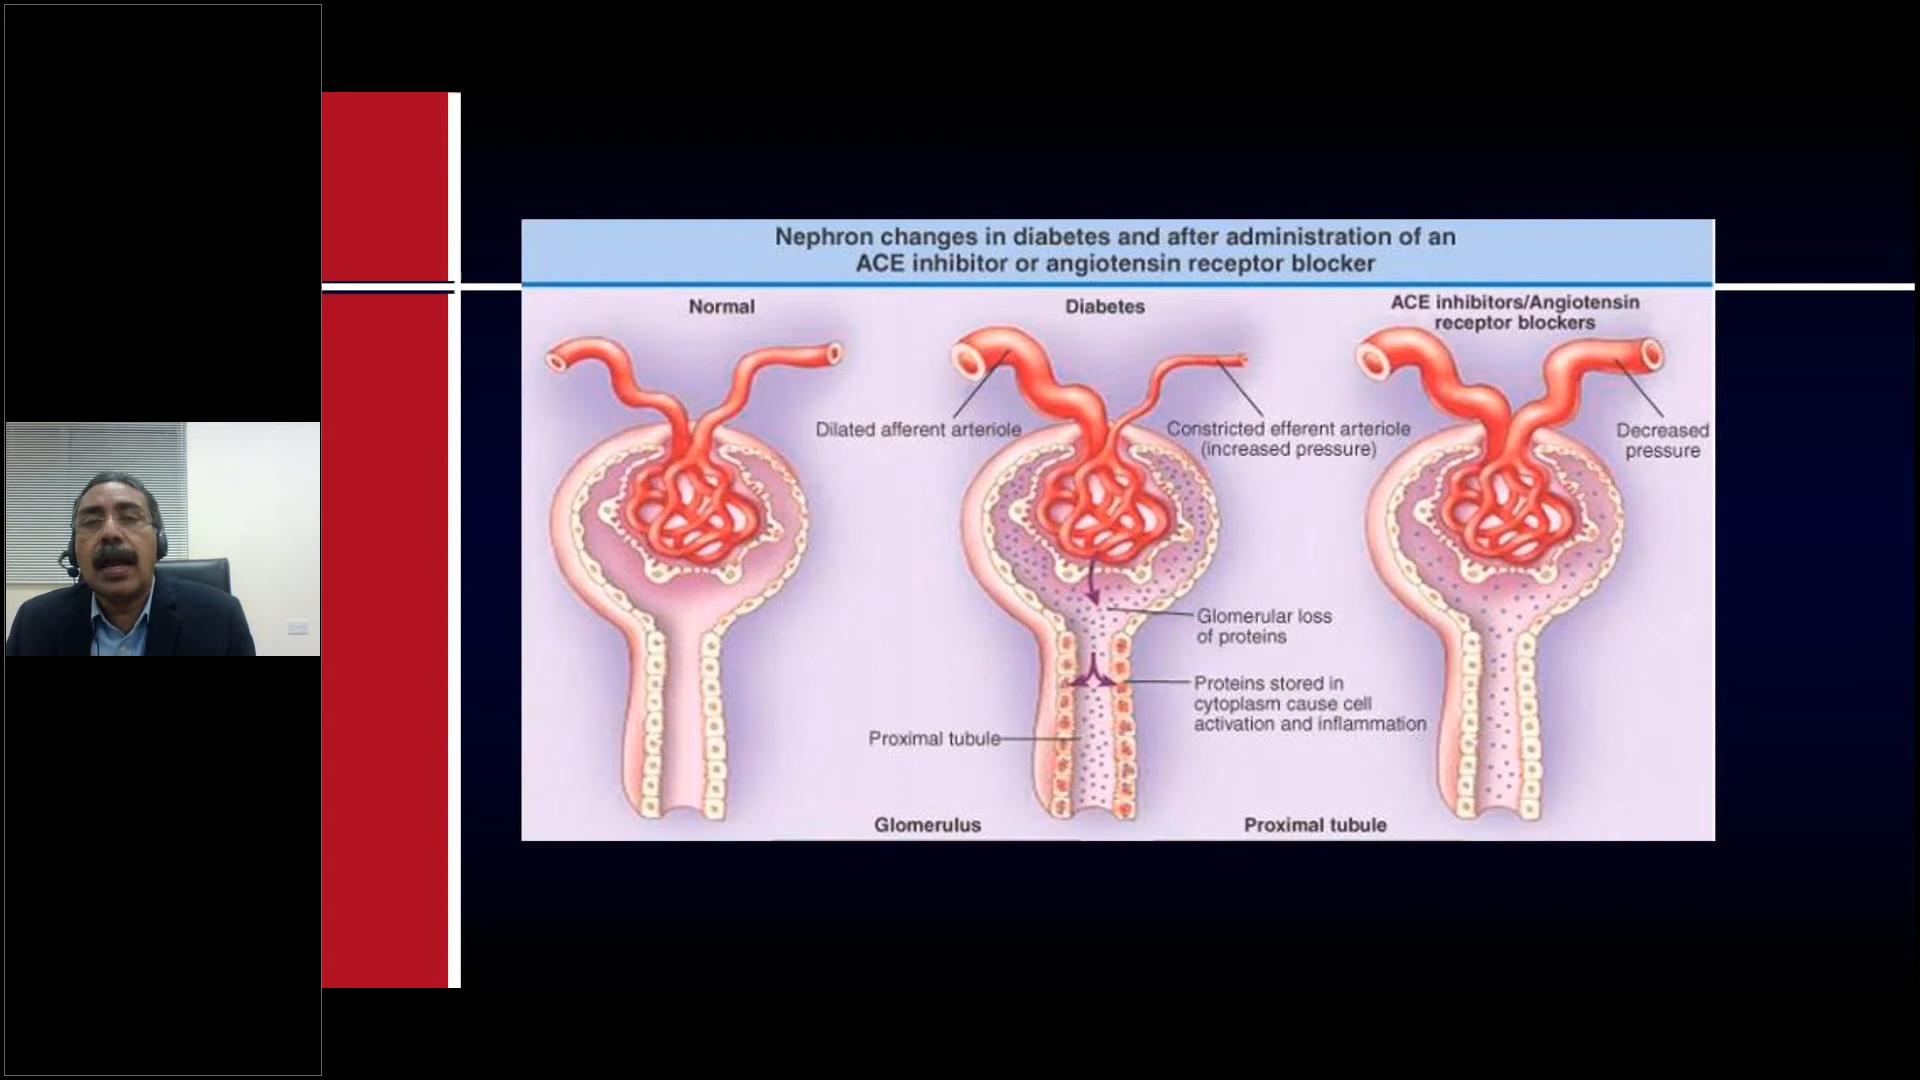 Nephron changes in diabetes and after administration of an
ACE inhibitor or angiotensin receptor blocker
Normal
Diabetes
ACE inhibitors/Angiotensin
receptor blockers
Dilated afferent arteriole
Constricted efferent arteriole
(increased pressure)
Decreased
pressure
Glomerular loss
of proteins
Proteins stored in
cytoplasm cause cell
activation and inflammation
Proximal tubule
Glomerulus
Proximal tubule